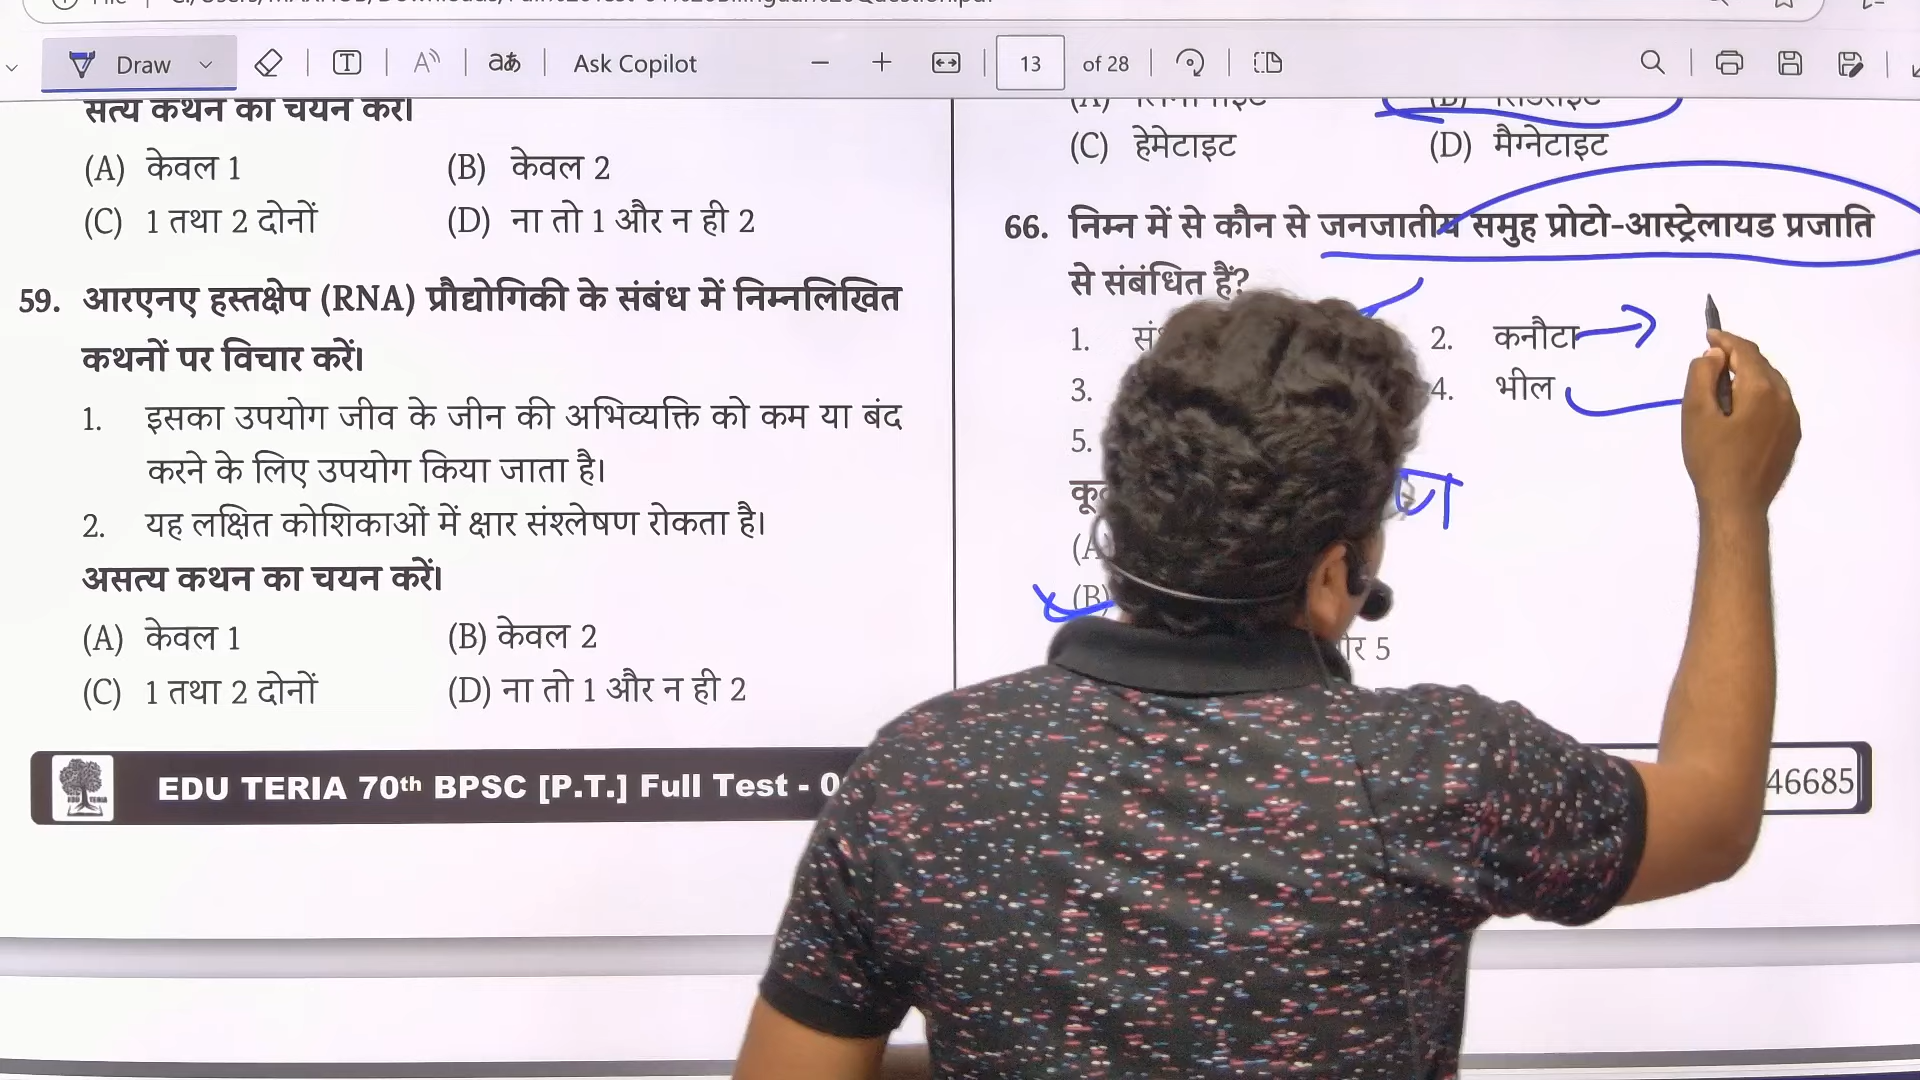 Draw
Ask Copilot
13 of 28
सत्य कथन का चयन करें।
(A) केवल 1 (B) केवल 2
(C) 1 तथा 2 दोनों (D) ना तो 1 और न ही 2
59. आरएनए हस्तक्षेप (RNA) प्रौद्योगिकी के संबंध में निम्नलिखित
कथनों पर विचार करें।
1. इसका उपयोग जीव के जीन की अभिव्यक्ति को कम या बंद
करने के लिए उपयोग किया जाता है।
2. यह लक्षित कोशिकाओं में क्षार संश्लेषण रोकता है।
असत्य कथन का चयन करें।
(A) केवल 1 (B) केवल 2
(C) 1 तथा 2 दोनों (D) ना तो 1 और न ही 2
(C) हेमेटाइट (D) मैग्नेटाइट
66. निम्न में से कौन से जनजातीय समुह प्रोटो-आस्ट्रेलायड प्रजाति
से संबंधित हैं?
1. 2. कनौटा
3. 4. भील
5.
(B)
5
EDU TERIA 70th BPSC [P.T.] Full Test -
46685